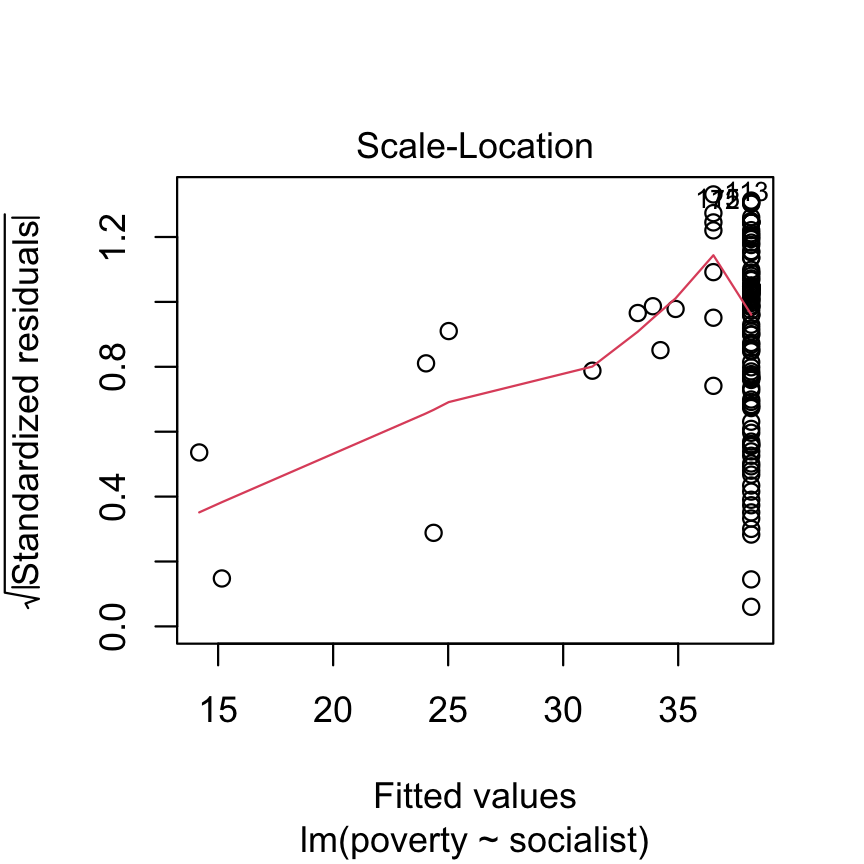 Scale-Location
√|Standardized residuals|
1.2
0.8
0.4
0.0
113
15 20 25 30 35
Fitted values
lm(poverty ~ socialist)